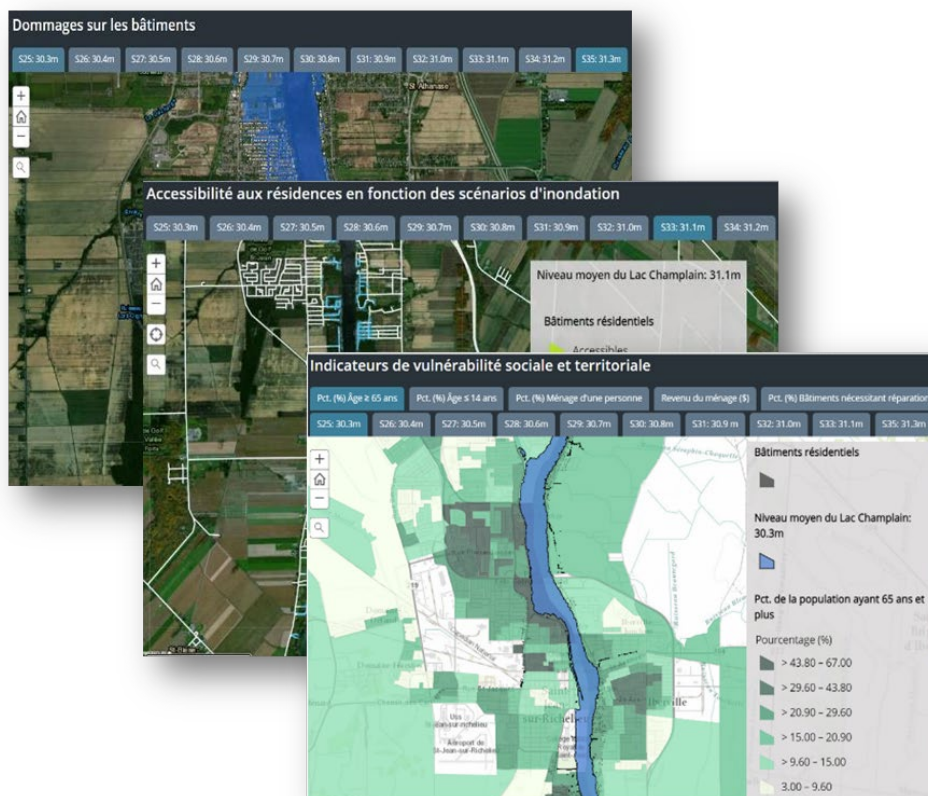 Dommages sur les bâtiments
S25: 30.3m S26: 30.4m S27: 30.5m S28: 30.6m S29: 30.7m S30: 30.8m S31: 30.9m S32: 31.0m S33: 31.1m S34: 31.2m S35: 31.3m
St Athanase
Accessibilité aux résidences en fonction des scénarios d'inondation
S25: 30.3m S26: 30.4m S27: 30.5m S28: 30.6m S29: 30.7m S30: 30.8m S31: 30.9m S32: 31.0m S33: 31.1m S34: 31.2m
Niveau moyen du Lac Champlain: 31.1m
Bâtiments résidentiels
Accessibles
Indicateurs de vulnérabilité sociale et territoriale
Pct. (%) Âge ≥ 65 ans Pct. (%) Âge ≤ 14 ans Pct. (%) Ménage d'une personne Revenu du ménage ($) Pct. (%) Bâtiments nécessitant réparation
S25: 30.3m S26: 30.4m S27: 30.5m S28: 30.6m S29: 30.7m S30: 30.8m S31: 30.9 m S32: 31.0m S33: 31.1m S35: 31.3m
Bâtiments résidentiels
Niveau moyen du Lac Champlain:
30.3m
Pct. de la population ayant 65 ans et
plus
Pourcentage (%)
> 43.80 – 67.00
> 29.60 – 43.80
> 20.90 – 29.60
> 15.00 – 20.90
> 9.60 – 15.00
3.00 – 9.60
sur-Richelieu
Aéroport de
St-Jean-sur-Richelieu